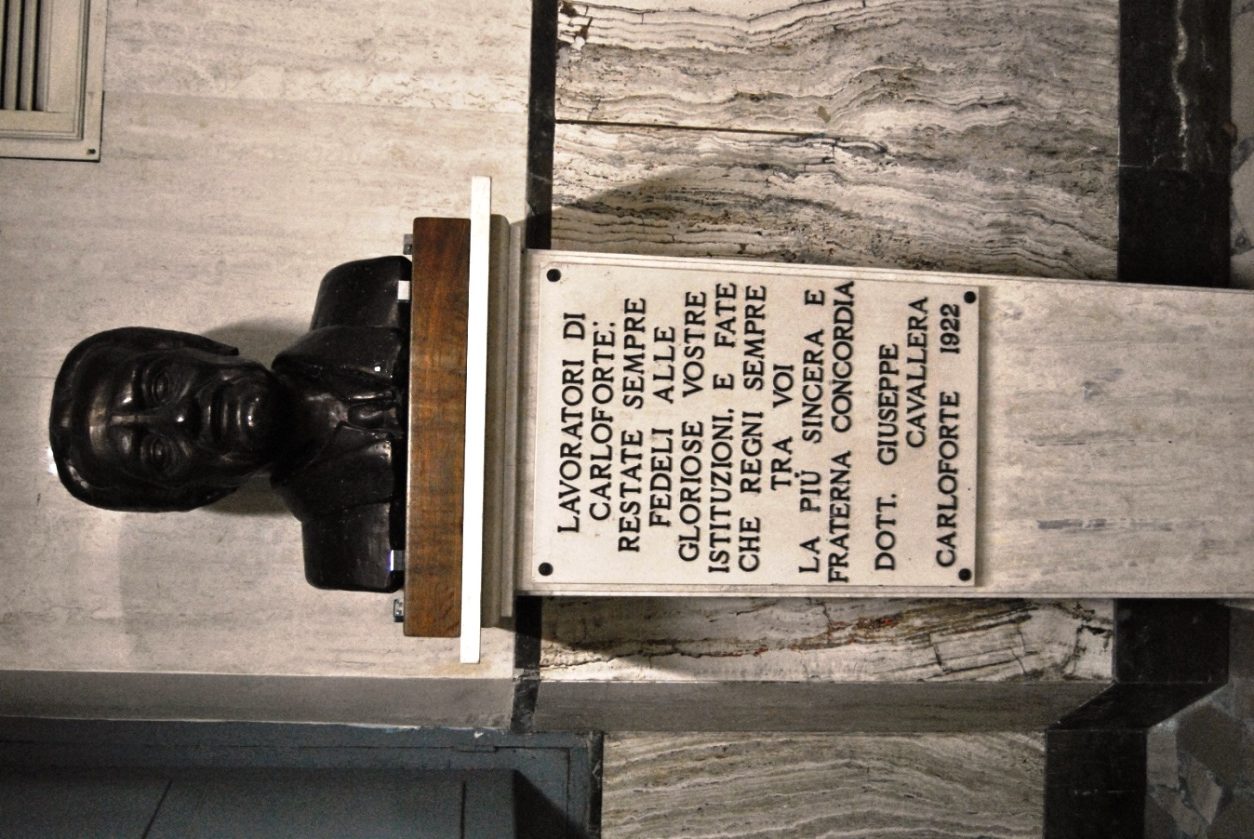 LAVORATORI DI
CARLOFORTE.
RESTATE SEMPRE
FEDELI ALLE
GLORIOSE VOSTRE
ISTITUZIONI. E FATE
CHE REGNI SEMPRE
TRA VOI
LA PIÙ SINCERA E
FRATERNA CONCORDIA
DOTT. GIUSEPPE
CAVALLERA
CARLOFORTE 1922